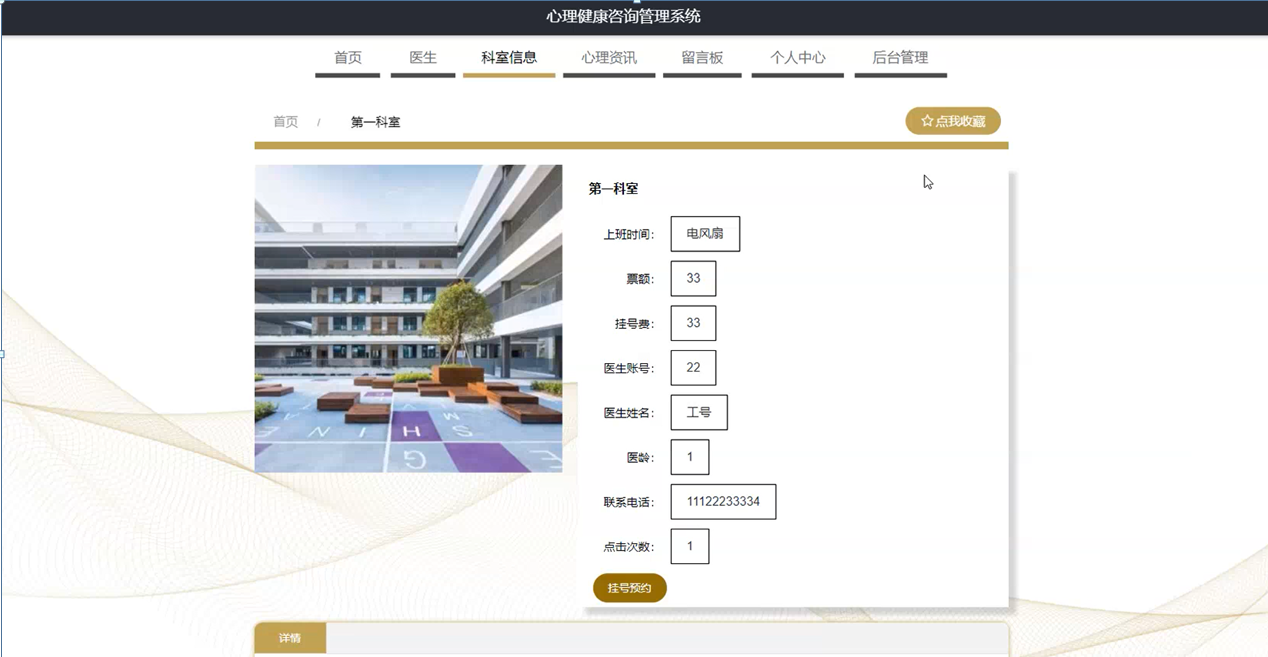 心理健康咨询管理系统
首页 医生 科室信息 心理资讯 留言板 个人中心 后台管理
首页 / 第一科室
☆点我收藏
第一科室
上班时间： 电风扇
票额： 33
挂号费： 33
医生账号： 22
医生姓名： 工号
医龄： 1
联系电话： 11122233334
点击次数： 1
挂号预约
详情
M S
N I H S
G E